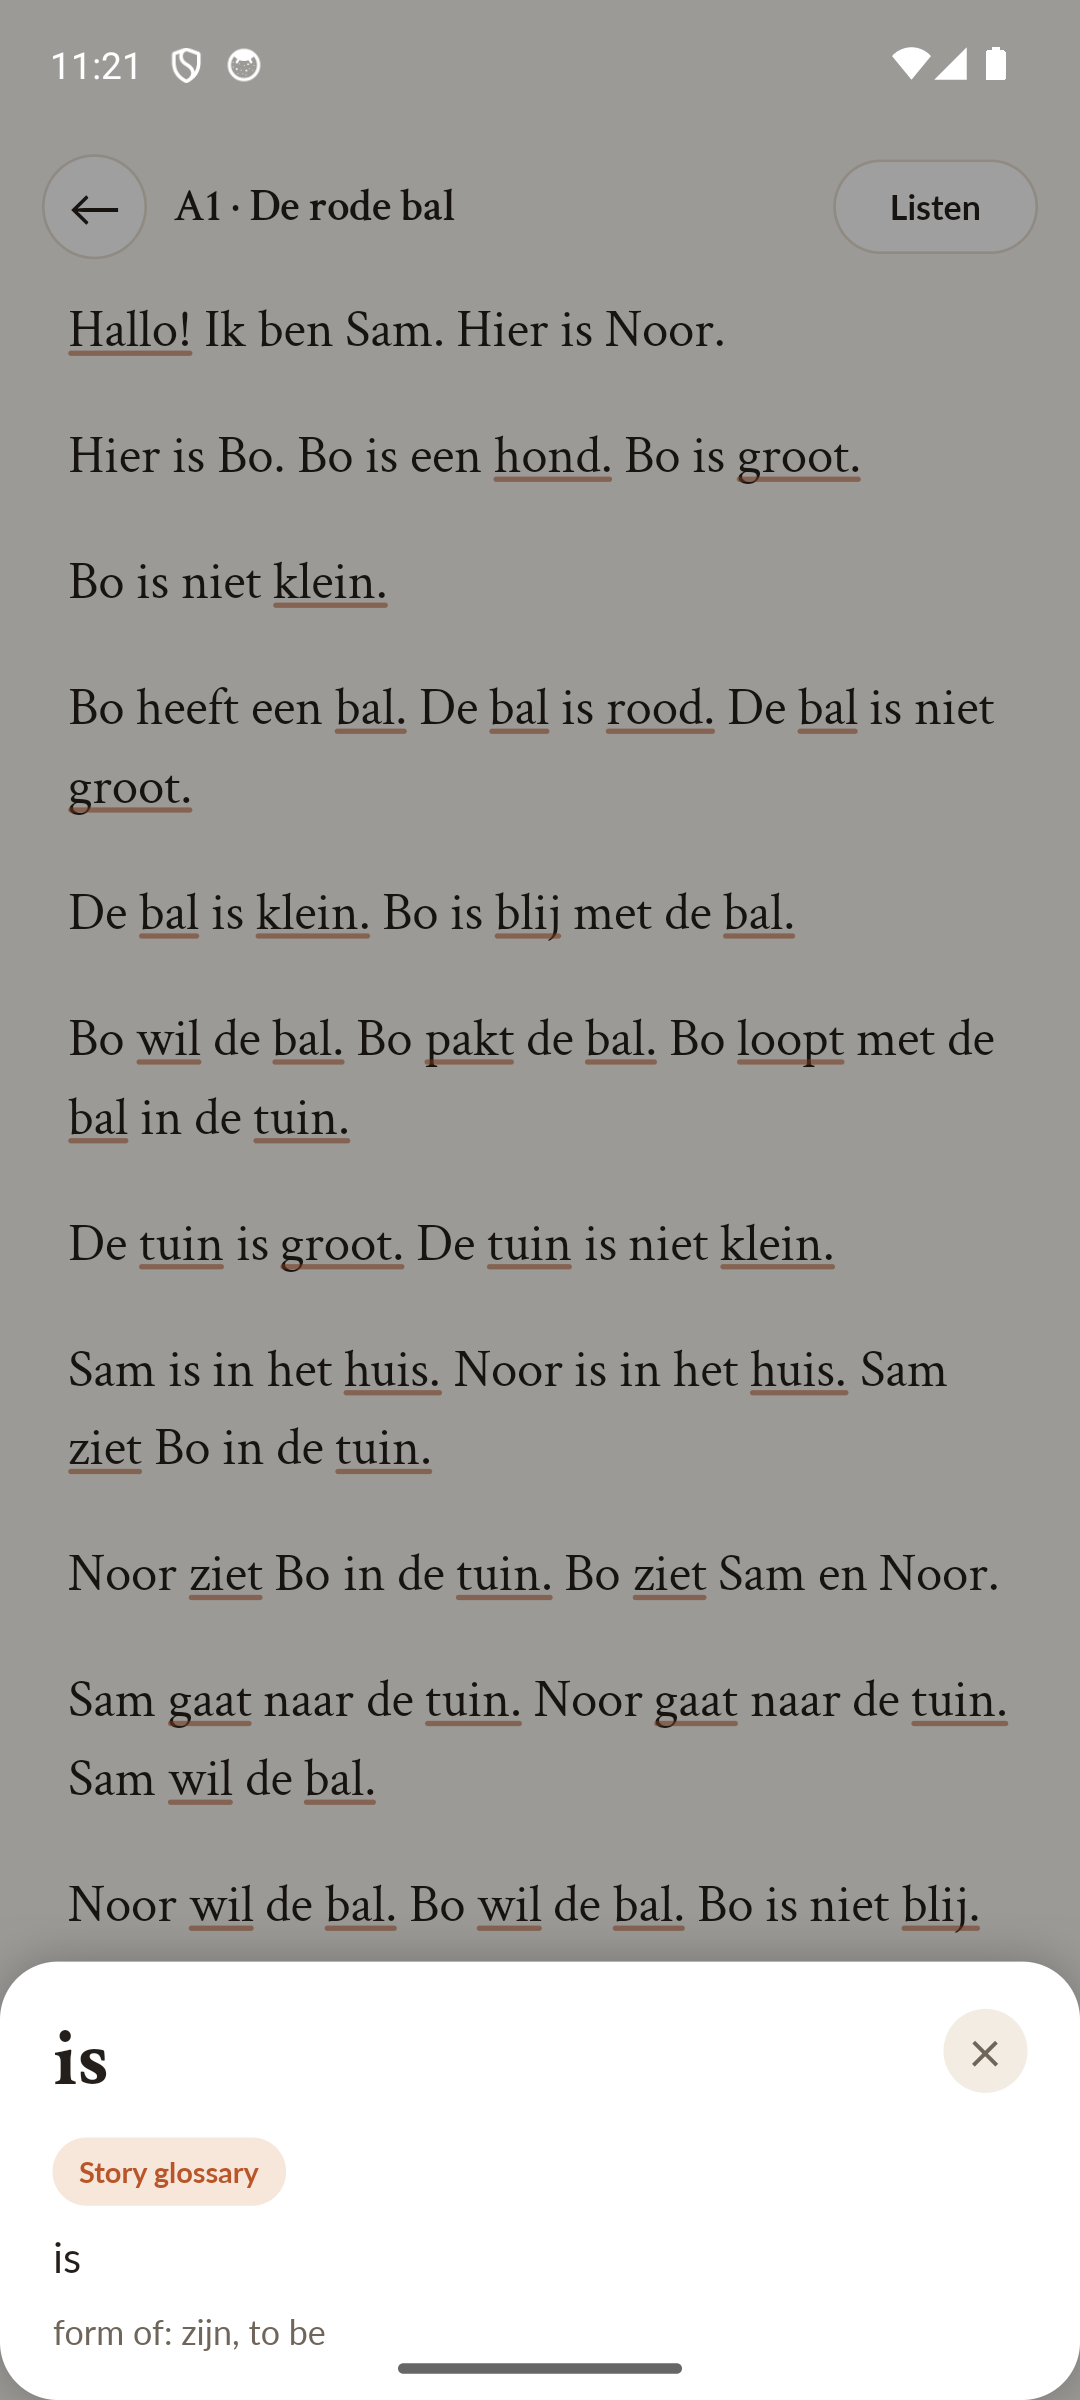 11:21
A1 · De rode bal
Listen
Hallo! Ik ben Sam. Hier is Noor.
Hier is Bo. Bo is een hond. Bo is groot.
Bo is niet klein.
Bo heeft een bal. De bal is rood. De bal is niet
groot.
De bal is klein. Bo is blij met de bal.
Bo wil de bal. Bo pakt de bal. Bo loopt met de
bal in de tuin.
De tuin is groot. De tuin is niet klein.
Sam is in het huis. Noor is in het huis. Sam
ziet Bo in de tuin.
Noor ziet Bo in de tuin. Bo ziet Sam en Noor.
Sam gaat naar de tuin. Noor gaat naar de tuin.
Sam wil de bal.
Noor wil de bal. Bo wil de bal. Bo is niet blij.
is
Story glossary
is
form of: zijn, to be